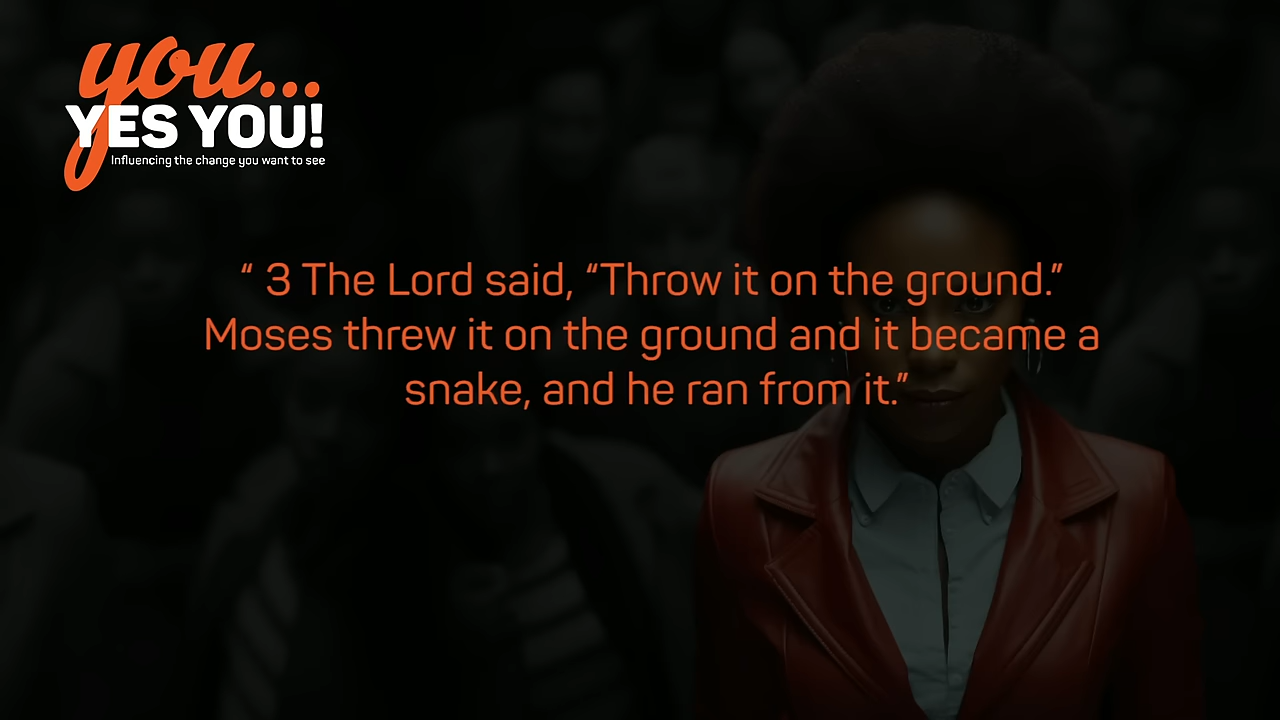 you...
YES YOU!
Influencing the change you want to see
“ 3 The Lord said, “Throw it on the ground.”
Moses threw it on the ground and it became a
snake, and he ran from it.”